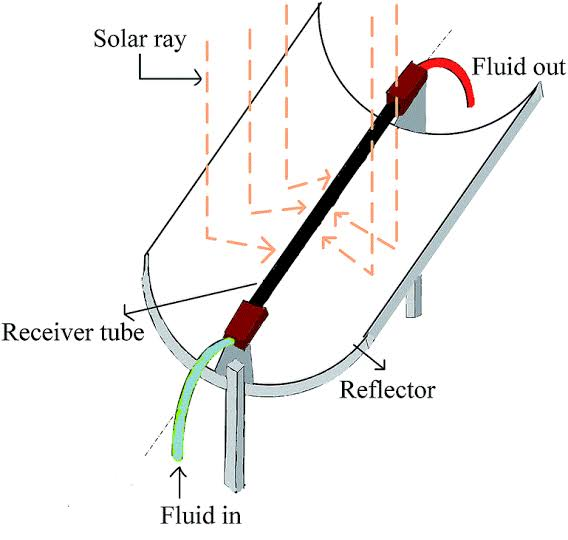 Solar ray
Fluid out
Receiver tube
Reflector
Fluid in